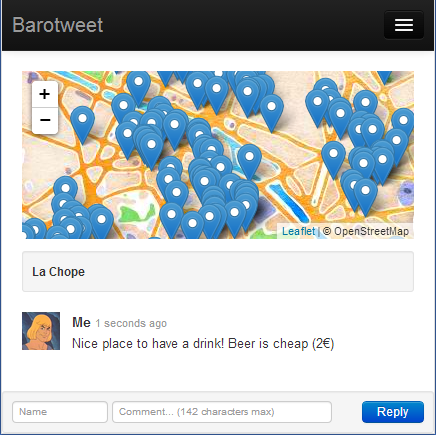 Barotweet
+
−
Leaflet | © OpenStreetMap
La Chope
Me 1 seconds ago
Nice place to have a drink! Beer is cheap (2€)
Name Comment... (142 characters max) Reply